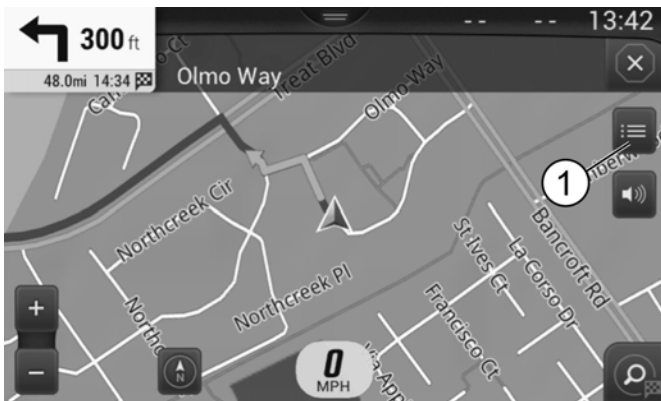 300 ft
-- --
13:42
48.0mi 14:34
Olmo Way
Treat Blvd
Olmo Way
1
Bancroft Rd
Northcreek Cir
St Ives Ct
La Corso Dr
Northcreek Pl
Francisco Ct
+
-
N
0
MPH